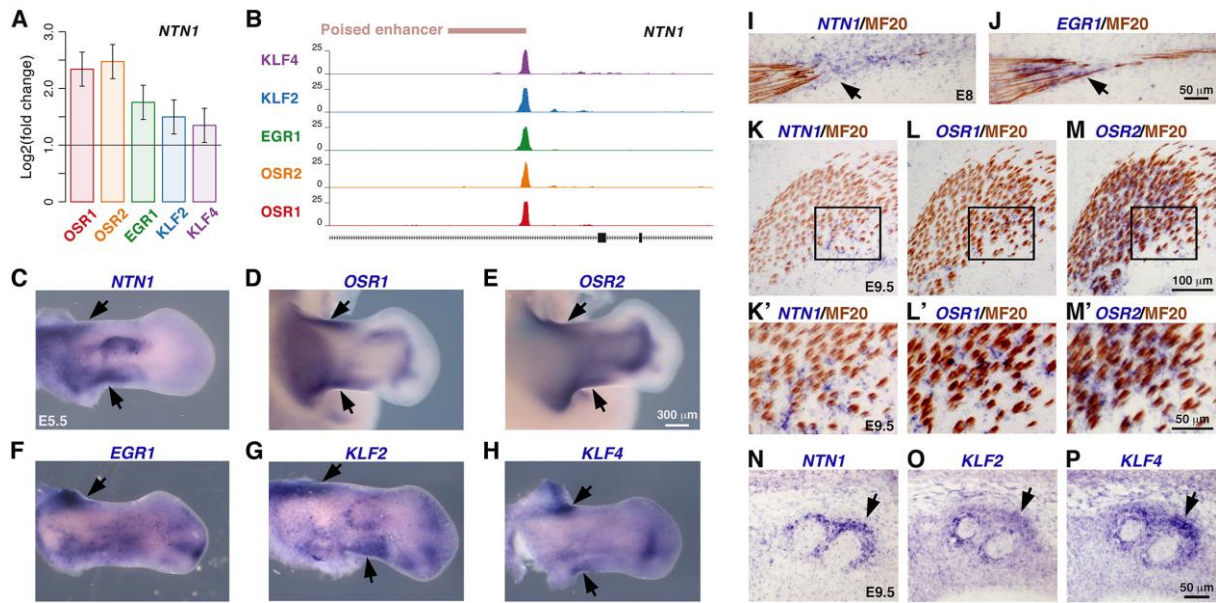 A
NTN1
Log2(fold change)
3.0
2.0
1.0
0
OSR1
OSR2
EGR1
KLF2
KLF4
B
Poised enhancer
NTN1
KLF4
25
0
KLF2
25
0
EGR1
25
0
OSR2
25
0
OSR1
25
0
C
NTN1
E5.5
D
OSR1
E
OSR2
300 µm
F
EGR1
G
KLF2
H
KLF4
I
NTN1/MF20
E8
J
EGR1/MF20
50 µm
K
NTN1/MF20
E9.5
L
OSR1/MF20
M
OSR2/MF20
100 µm
K’
NTN1/MF20
E9.5
L’
OSR1/MF20
M’
OSR2/MF20
50 µm
N
NTN1
E9.5
O
KLF2
P
KLF4
50 µm